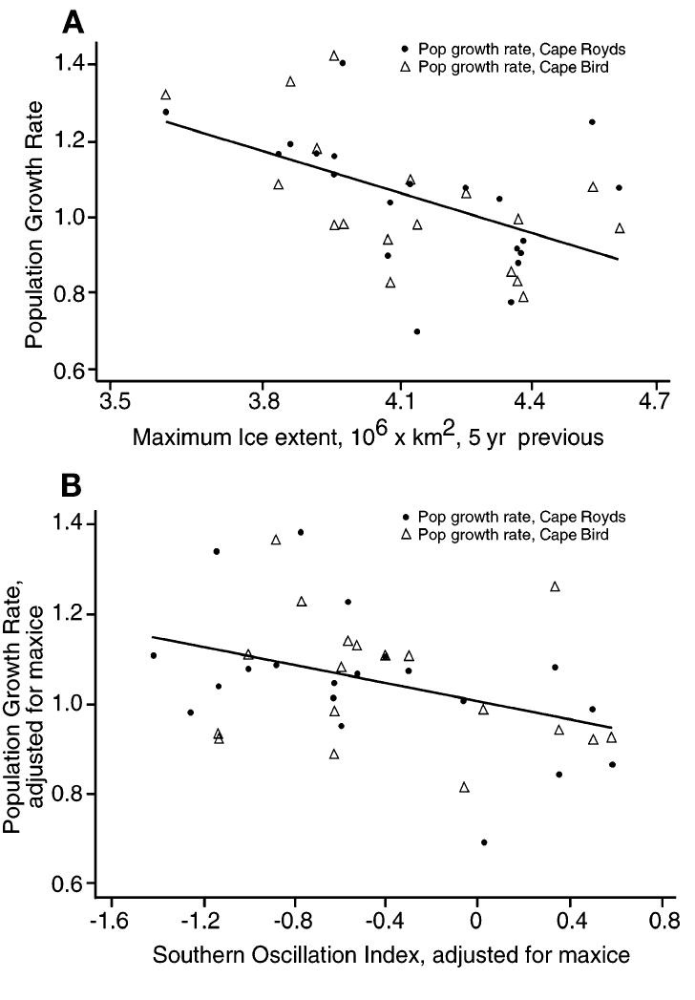 A
Pop growth rate, Cape Royds
Pop growth rate, Cape Bird
Population Growth Rate
1.4
1.2
1.0
0.8
0.6
3.5 3.8 4.1 4.4 4.7
Maximum Ice extent, 10⁶ x km², 5 yr previous
B
Pop growth rate, Cape Royds
Pop growth rate, Cape Bird
Population Growth Rate,
adjusted for maxice
1.4
1.2
1.0
0.8
0.6
-1.6 -1.2 -0.8 -0.4 0 0.4 0.8
Southern Oscillation Index, adjusted for maxice